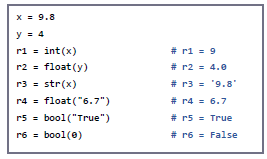 x = 9.8
y = 4
r1 = int(x) # r1 = 9
r2 = float(y) # r2 = 4.0
r3 = str(x) # r3 = '9.8'
r4 = float("6.7") # r4 = 6.7
r5 = bool("True") # r5 = True
r6 = bool(0) # r6 = False